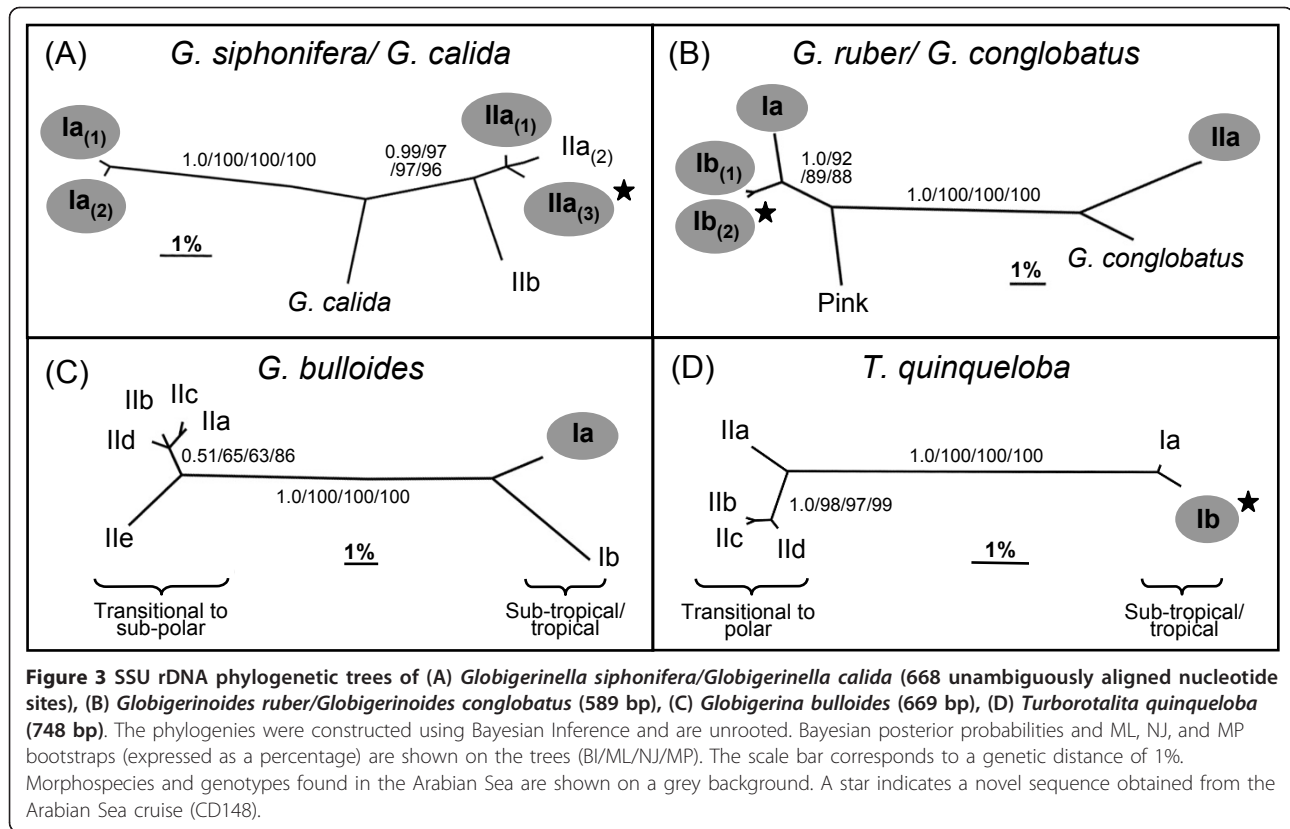 (A) G. siphonifera/ G. calida
Ia(1)
Ia(2)
1.0/100/100/100
0.99/97
/97/96
IIa(1)
IIa(2)
IIa(3) ★
IIb
G. calida
1%
(B) G. ruber/ G. conglobatus
Ia
Ib(1)
Ib(2) ★
1.0/92
/89/88
1.0/100/100/100
IIa
G. conglobatus
Pink
1%
(C) G. bulloides
IIb
IIc
IId
IIa
0.51/65/63/86
1.0/100/100/100
Ia
IIe
Ib
1%
Transitional to
sub-polar
Sub-tropical/
tropical
(D) T. quinqueloba
IIa
1.0/100/100/100
Ia
Ib ★
IIb
IIc
IId
1.0/98/97/99
1%
Transitional to
polar
Sub-tropical/
tropical
Figure 3 SSU rDNA phylogenetic trees of (A) Globigerinella siphonifera/Globigerinella calida (668 unambiguously aligned nucleotide
sites), (B) Globigerinoides ruber/Globigerinoides conglobatus (589 bp), (C) Globigerina bulloides (669 bp), (D) Turborotalita quinqueloba
(748 bp). The phylogenies were constructed using Bayesian Inference and are unrooted. Bayesian posterior probabilities and ML, NJ, and MP
bootstraps (expressed as a percentage) are shown on the trees (BI/ML/NJ/MP). The scale bar corresponds to a genetic distance of 1%.
Morphospecies and genotypes found in the Arabian Sea are shown on a grey background. A star indicates a novel sequence obtained from the
Arabian Sea cruise (CD148).